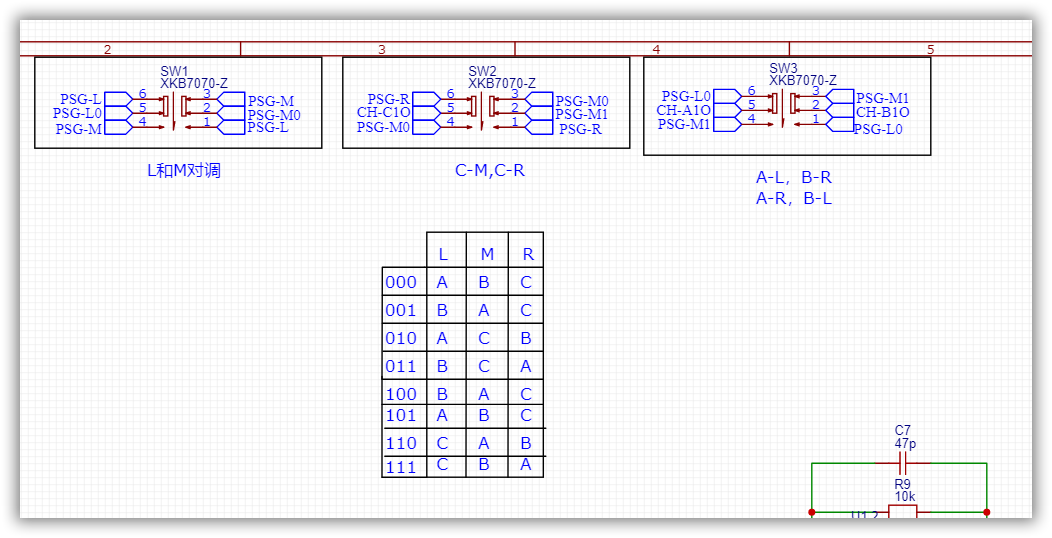 2 3 4 5
SW1
XKB7070-Z
PSG-L 6 3 PSG-M
PSG-L0 5 2 PSG-M0
PSG-M 4 1 PSG-L
L和M对调
SW2
XKB7070-Z
PSG-R 6 3 PSG-M0
CH-C1O 5 2 PSG-M1
PSG-M0 4 1 PSG-R
C-M,C-R
SW3
XKB7070-Z
PSG-L0 6 3 PSG-M1
CH-A1O 5 2 CH-B1O
PSG-M1 4 1 PSG-L0
A-L，B-R
A-R，B-L
L M R
000 A B C
001 B A C
010 A C B
011 B C A
100 B A C
101 A B C
110 C A B
111 C B A
C7
47p
R9
10k
U1.2